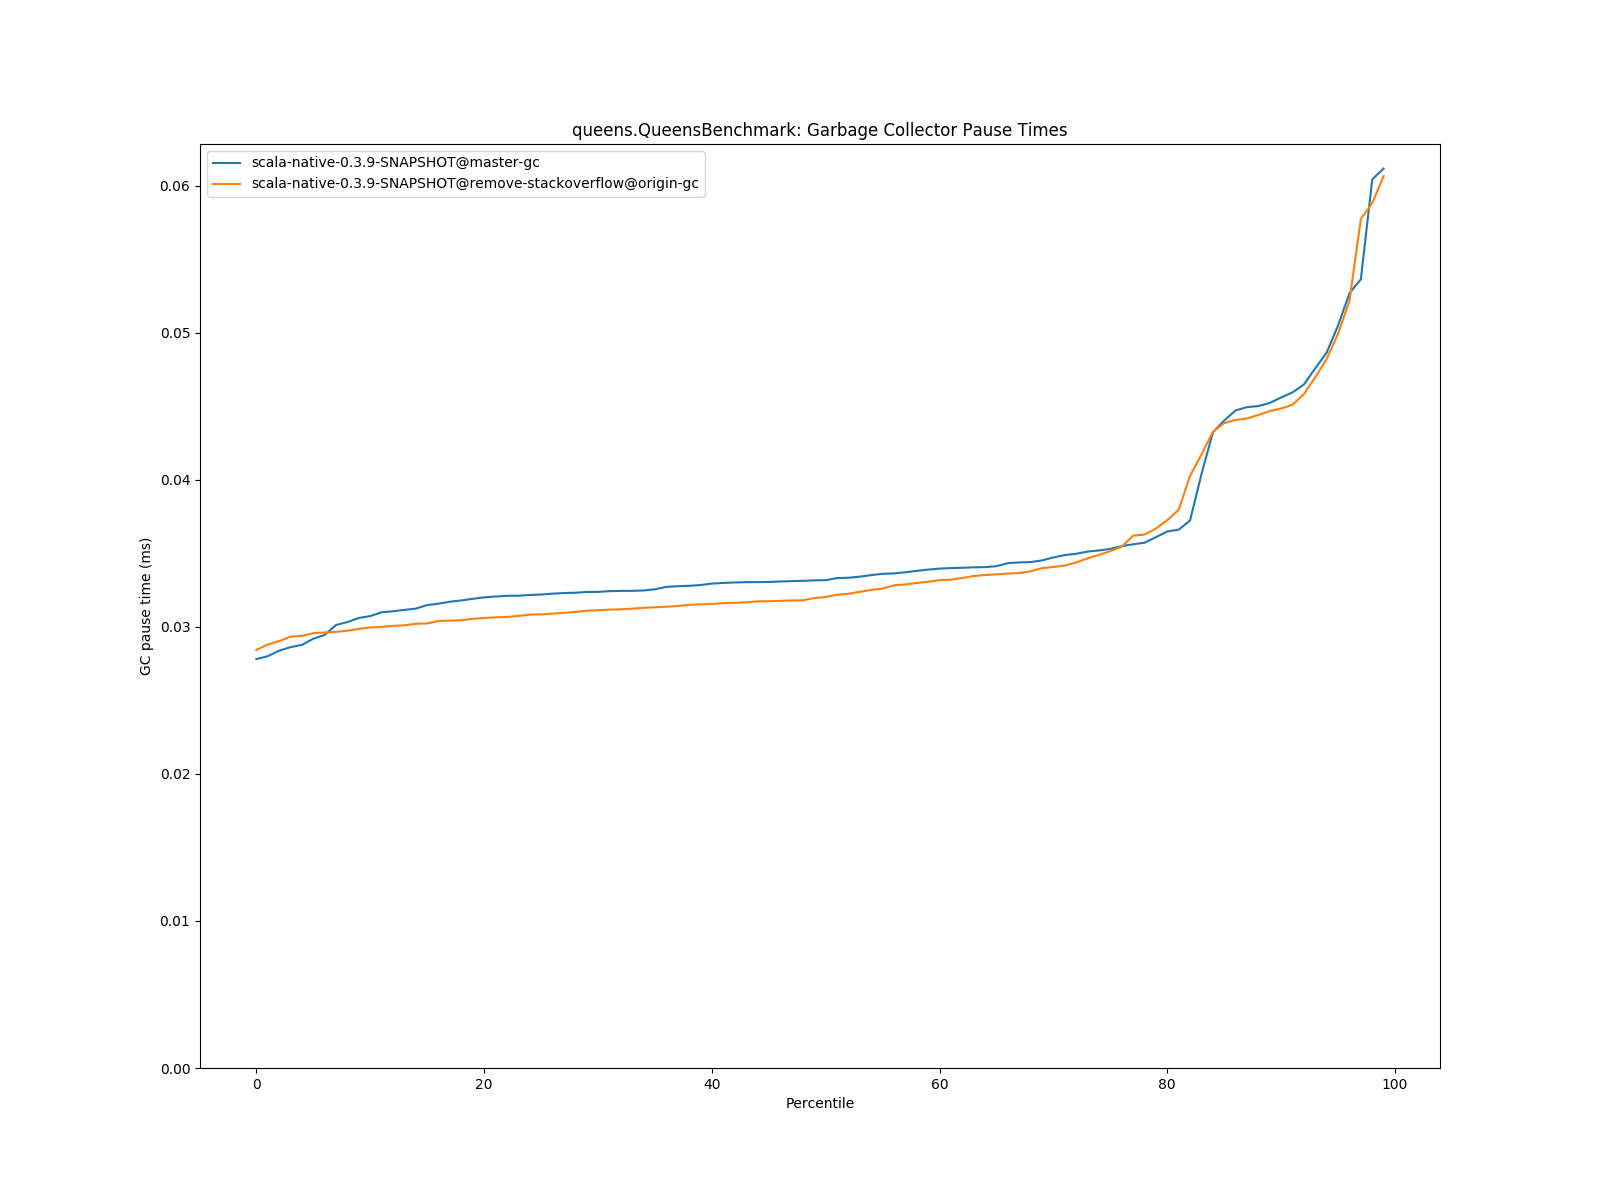 queens.QueensBenchmark: Garbage Collector Pause Times
scala-native-0.3.9-SNAPSHOT@master-gc
scala-native-0.3.9-SNAPSHOT@remove-stackoverflow@origin-gc
0.06
0.05
0.04
0.03
0.02
0.01
0.00
GC pause time (ms)
0 20 40 60 80 100
Percentile